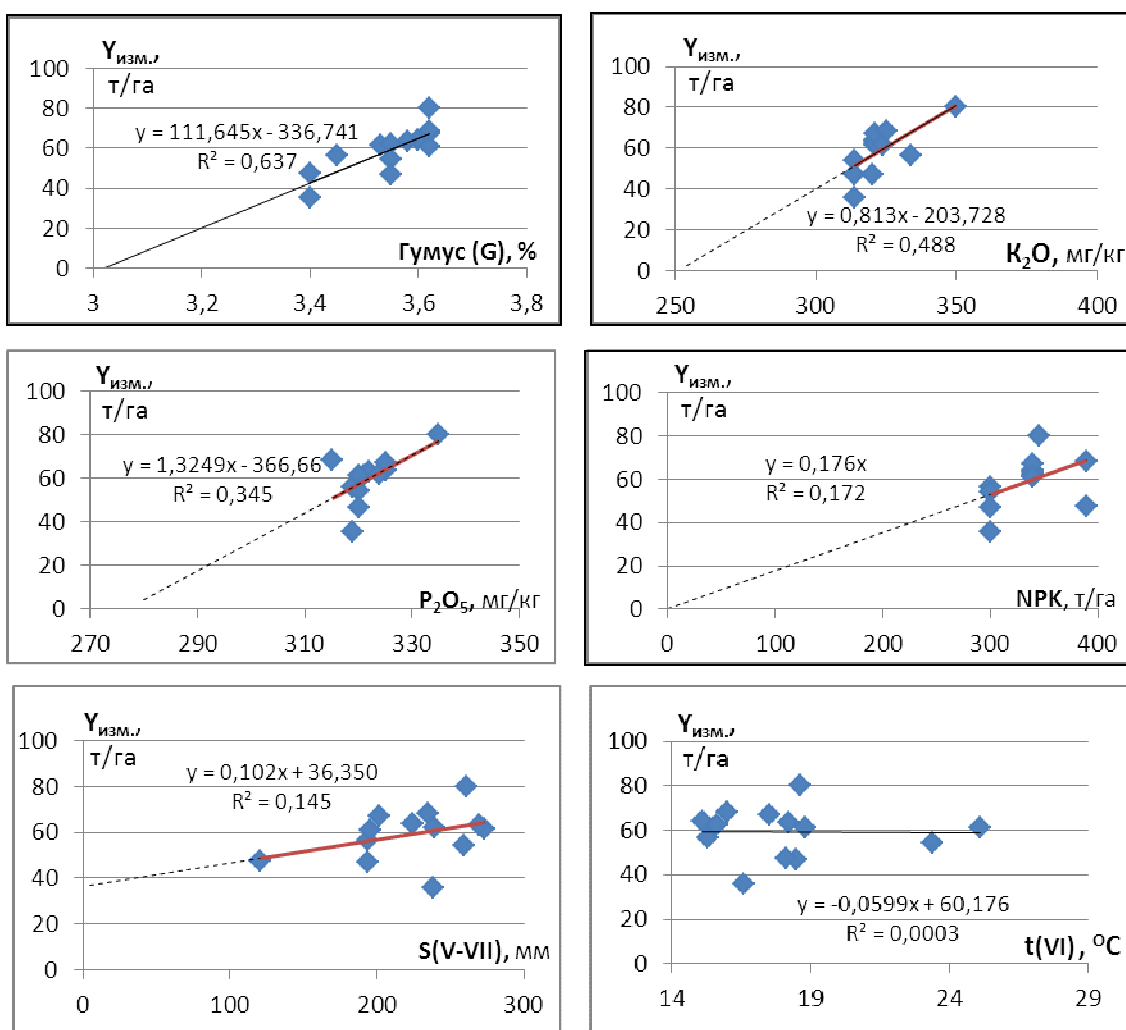 Yизм.,
т/га
100
80
60
40
20
0
y = 111,645x - 336,741
R² = 0,637
Гумус (G), %
3 3,2 3,4 3,6 3,8
Yизм.,
т/га
100
80
60
40
20
0
y = 0,813x - 203,728
R² = 0,488
K₂O, мг/кг
250 300 350 400
Yизм.,
т/га
100
80
60
40
20
0
y = 1,3249x - 366,66
R² = 0,345
P₂O₅, мг/кг
270 290 310 330 350
Yизм.,
т/га
100
80
60
40
20
0
y = 0,176x
R² = 0,172
NPK, т/га
0 100 200 300 400
Yизм.,
т/га
100
80
60
40
20
0
y = 0,102x + 36,350
R² = 0,145
S(V-VII), мм
0 100 200 300
Yизм.,
т/га
100
80
60
40
20
0
y = -0,0599x + 60,176
R² = 0,0003
t(VI), ⁰C
14 19 24 29